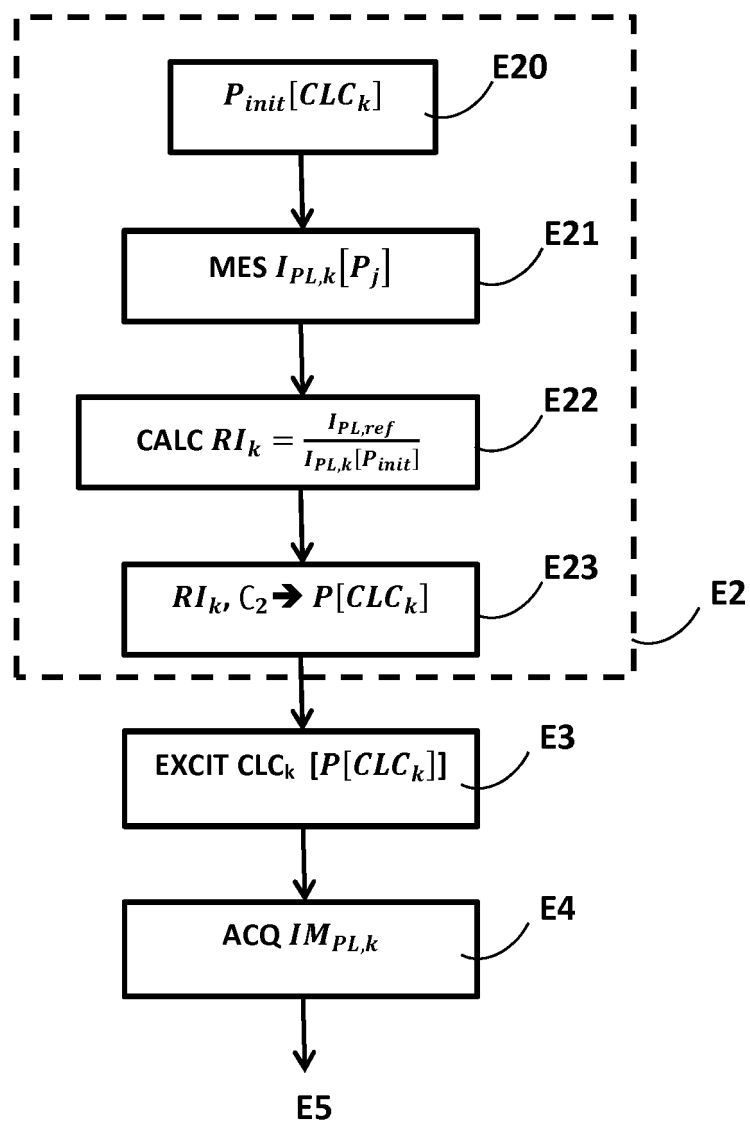 P_init[CLC_k]
E20
MES I_PL,k[P_j]
E21
CALC RI_k = I_PL,ref / I_PL,k[P_init]
E22
RI_k, C_2 ➔ P[CLC_k]
E23
E2
EXCIT CLC_k [P[CLC_k]]
E3
ACQ IM_PL,k
E4
E5